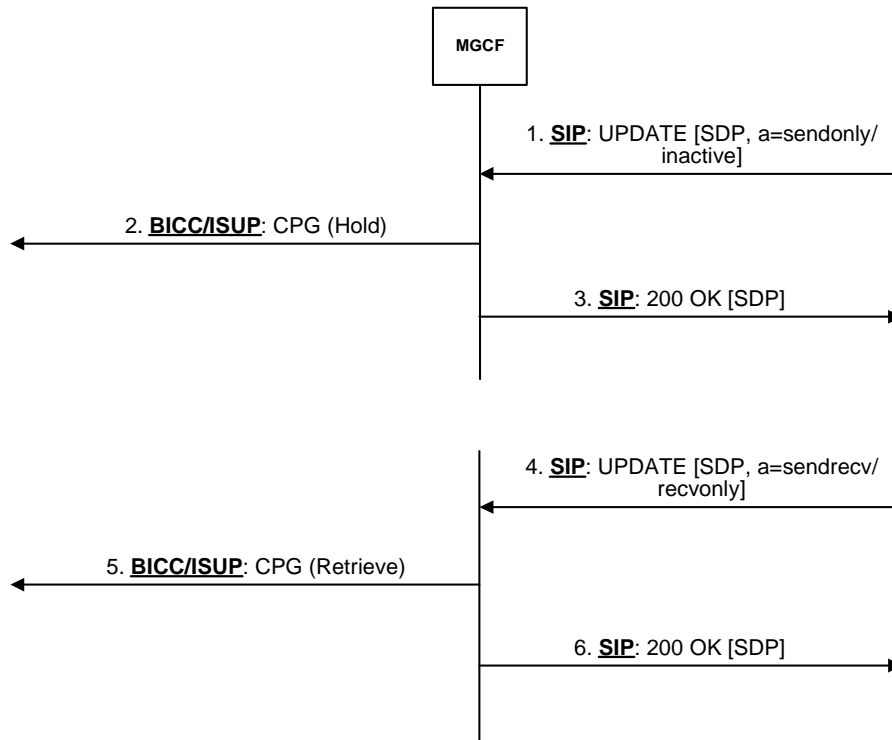 MGCF
1. SIP: UPDATE [SDP, a=sendonly/
inactive]
2. BICC/ISUP: CPG (Hold)
3. SIP: 200 OK [SDP]
4. SIP: UPDATE [SDP, a=sendrecv/
recvonly]
5. BICC/ISUP: CPG (Retrieve)
6. SIP: 200 OK [SDP]